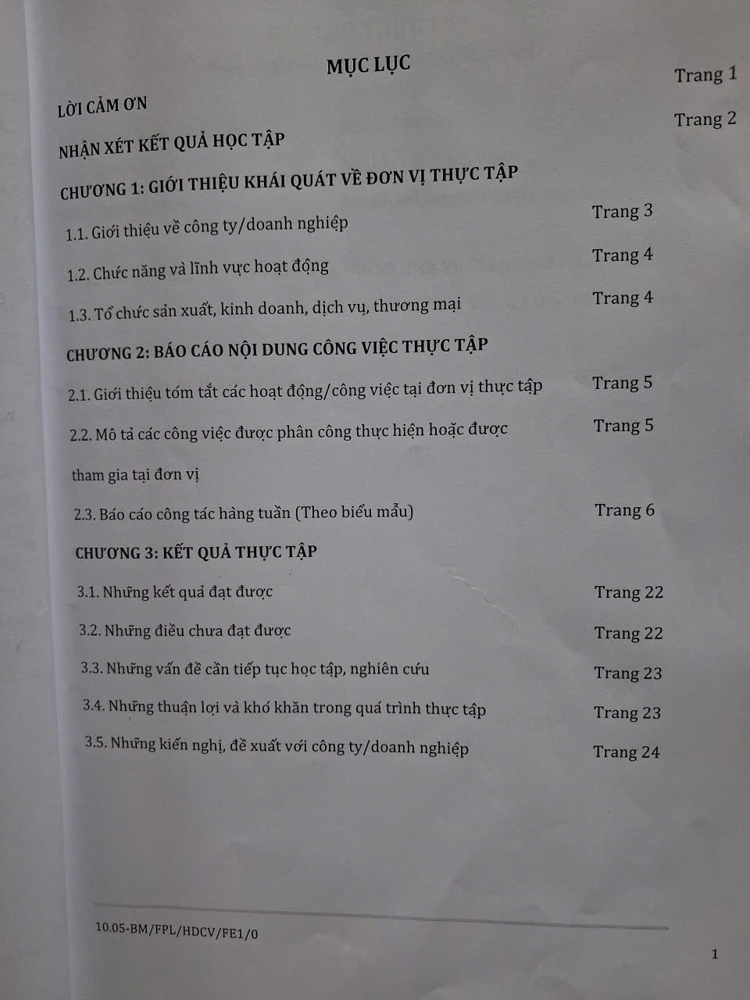 MỤC LỤC
LỜI CẢM ƠN Trang 1
NHẬN XÉT KẾT QUẢ HỌC TẬP Trang 2
CHƯƠNG 1: GIỚI THIỆU KHÁI QUÁT VỀ ĐƠN VỊ THỰC TẬP
1.1. Giới thiệu về công ty/doanh nghiệp Trang 3
1.2. Chức năng và lĩnh vực hoạt động Trang 4
1.3. Tổ chức sản xuất, kinh doanh, dịch vụ, thương mại Trang 4
CHƯƠNG 2: BÁO CÁO NỘI DUNG CÔNG VIỆC THỰC TẬP
2.1. Giới thiệu tóm tắt các hoạt động/công việc tại đơn vị thực tập Trang 5
2.2. Mô tả các công việc được phân công thực hiện hoặc được Trang 5
tham gia tại đơn vị
2.3. Báo cáo công tác hàng tuần (Theo biểu mẫu) Trang 6
CHƯƠNG 3: KẾT QUẢ THỰC TẬP
3.1. Những kết quả đạt được Trang 22
3.2. Những điều chưa đạt được Trang 22
3.3. Những vấn đề cần tiếp tục học tập, nghiên cứu Trang 23
3.4. Những thuận lợi và khó khăn trong quá trình thực tập Trang 23
3.5. Những kiến nghị, đề xuất với công ty/doanh nghiệp Trang 24
10.05-BM/FPL/HDCV/FE1/0
1